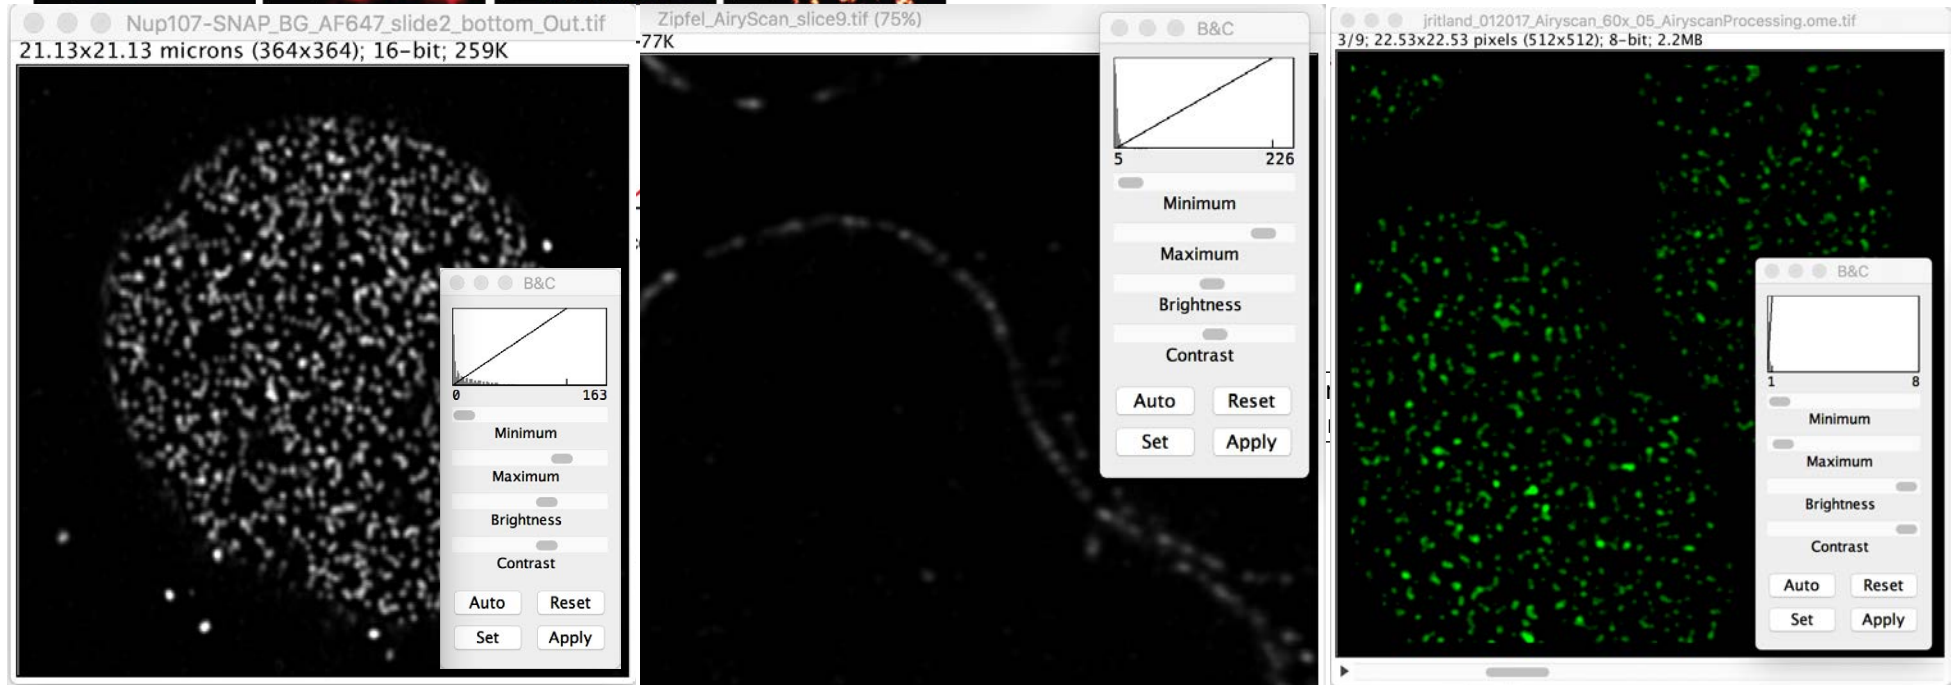 Nup107-SNAP_BG_AF647_slide2_bottom_Out.tif
21.13x21.13 microns (364x364); 16-bit; 259K
B&C
0 163
Minimum
Maximum
Brightness
Contrast
Auto Reset
Set Apply
Zipfel_AiryScan_slice9.tif (75%)
77K
B&C
5 226
Minimum
Maximum
Brightness
Contrast
Auto Reset
Set Apply
jritland_012017_Airyscan_60x_05_AiryscanProcessing.ome.tif
3/9; 22.53x22.53 pixels (512x512); 8-bit; 2.2MB
B&C
1 8
Minimum
Maximum
Brightness
Contrast
Auto Reset
Set Apply